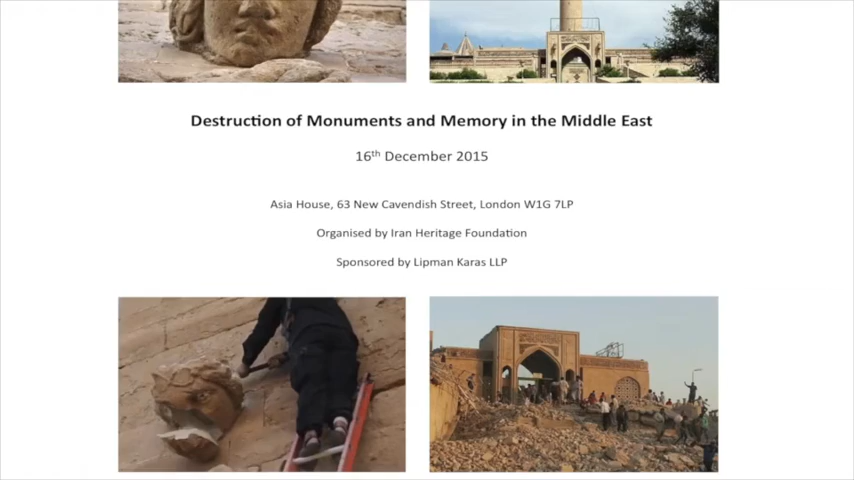 Destruction of Monuments and Memory in the Middle East
16th December 2015
Asia House, 63 New Cavendish Street, London W1G 7LP
Organised by Iran Heritage Foundation
Sponsored by Lipman Karas LLP